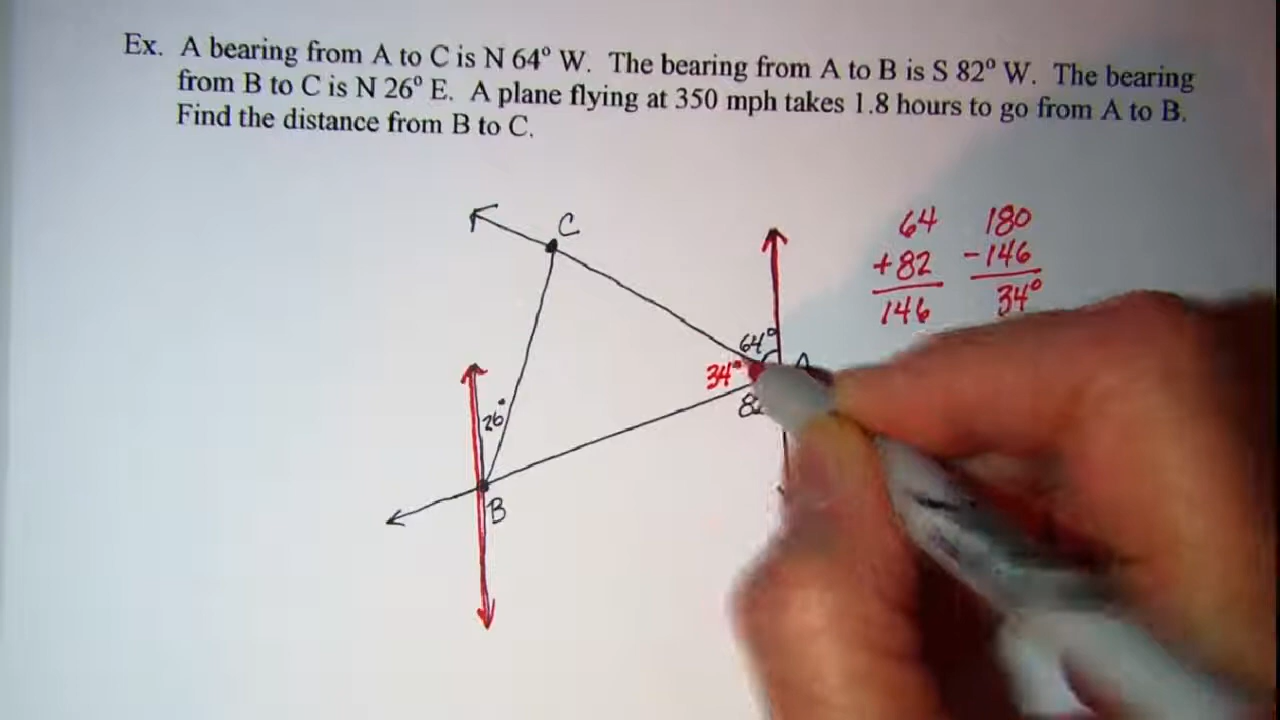 Ex. A bearing from A to C is N 64° W. The bearing from A to B is S 82° W. The bearing
from B to C is N 26° E. A plane flying at 350 mph takes 1.8 hours to go from A to B.
Find the distance from B to C.
C
64 180
+82 -146
146 34°
64°
A
34°
26°
B